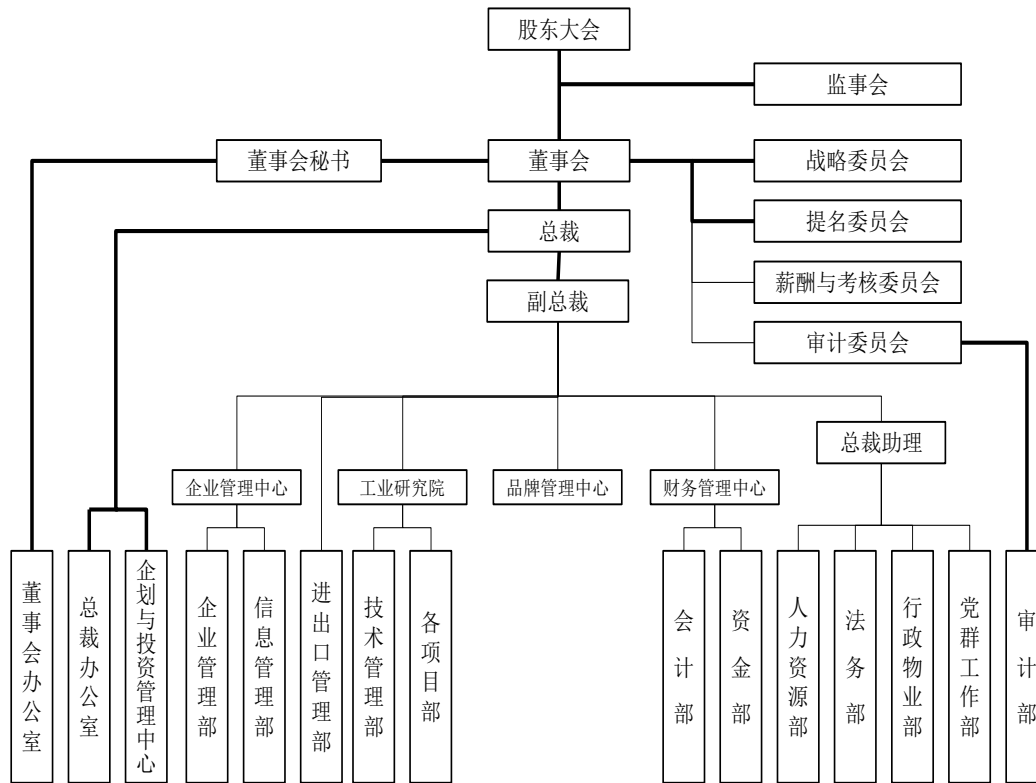 股东大会
监事会
董事会秘书
董事会
战略委员会
总裁
提名委员会
副总裁
薪酬与考核委员会
审计委员会
总裁助理
企业管理中心
工业研究院
品牌管理中心
财务管理中心
董事会办公室
总裁办公室
企划与投资管理中心
企业管理部
信息管理部
进出口管理部
技术管理部
各项目部
会计部
资金部
人力资源部
法务部
行政物业部
党群工作部
审计部